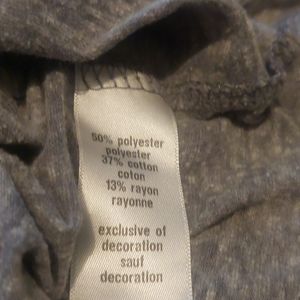 50% polyester
polyester
37% cotton
coton
13% rayon
rayonne
exclusive of
decoration
sauf
decoration